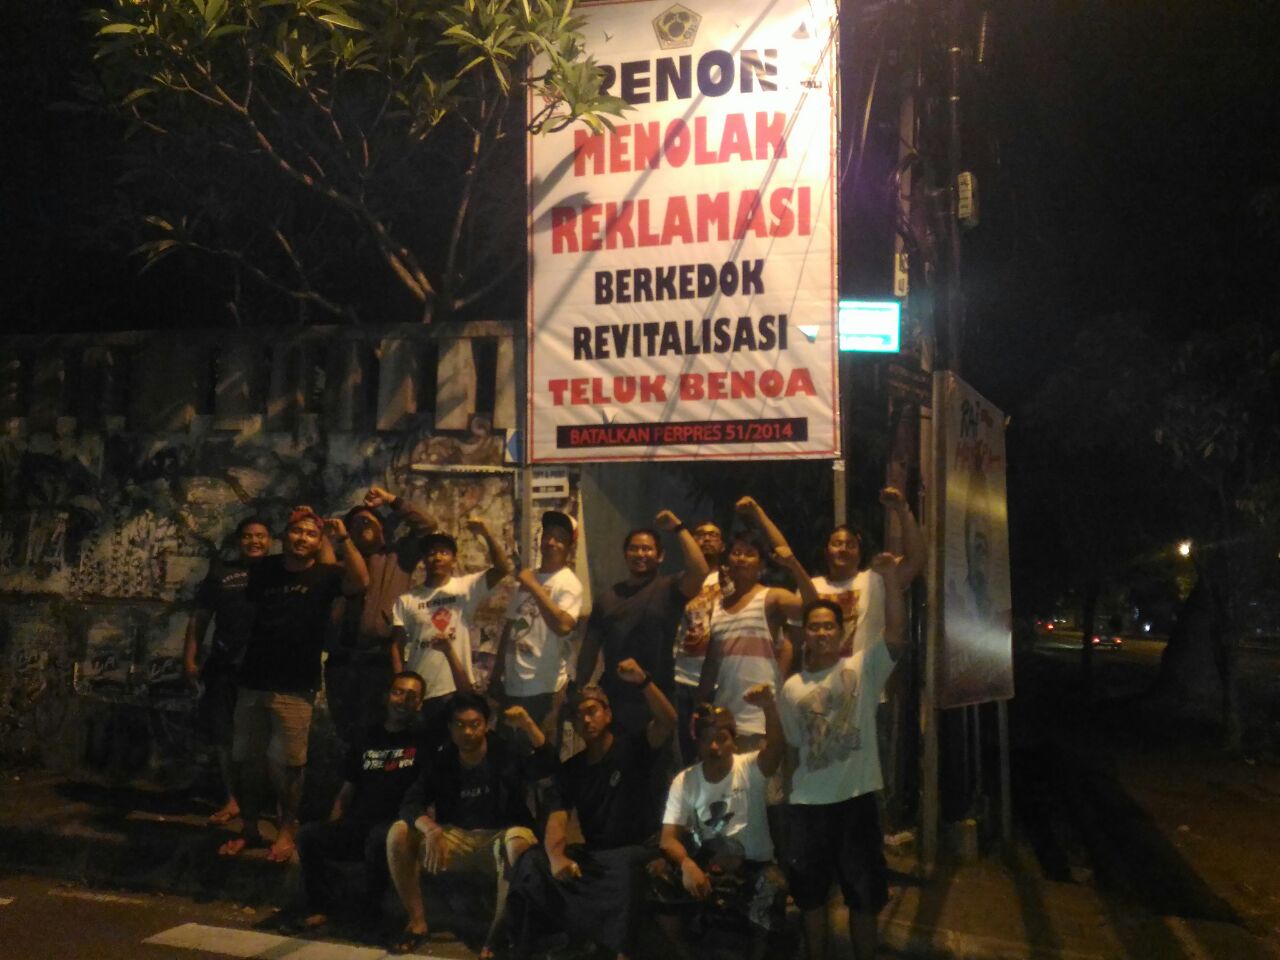 RENON
MENOLAK
REKLAMASI
BERKEDOK
REVITALISASI
TELUK BENOA
BATALKAN PERPRES 51/2014